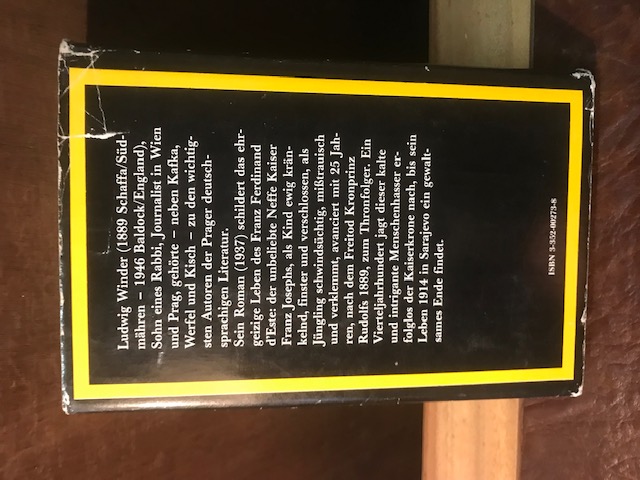 Ludwig Winder (1889 Schaffa/Süd-
mähren – 1946 Baldock/England),
Sohn eines Rabbi, Journalist in Wien
und Prag, gehörte – neben Kafka,
Werfel und Kisch – zu den wichtig-
sten Autoren der Prager deutsch-
sprachigen Literatur.
Sein Roman (1937) schildert das ehr-
geizige Leben des Franz Ferdinand
d'Este: der unbeliebte Neffe Kaiser
Franz Josephs, als Kind ewig krän-
kelnd, finster und verschlossen, als
Jüngling schwindsüchtig, mißtrauisch
und verklemmt, avanciert mit 25 Jah-
ren, nach dem Freitod Kronprinz
Rudolfs 1889, zum Thronfolger. Ein
Vierteljahrhundert jagt dieser kalte
und intrigante Menschenhasser er-
folglos der Kaiserkrone nach, bis sein
Leben 1914 in Sarajevo ein gewalt-
sames Ende findet.
ISBN 3-352-00273-8